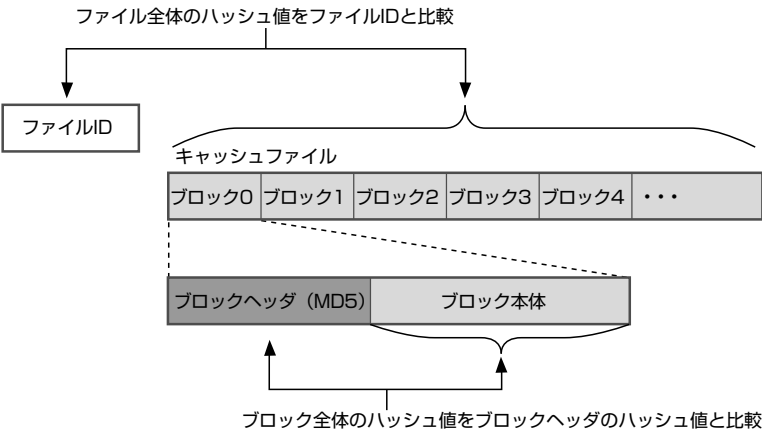 ファイル全体のハッシュ値をファイルIDと比較
ファイルID
キャッシュファイル
ブロック0 ブロック1 ブロック2 ブロック3 ブロック4 ・・・
ブロックヘッダ（MD5） ブロック本体
ブロック全体のハッシュ値をブロックヘッダのハッシュ値と比較